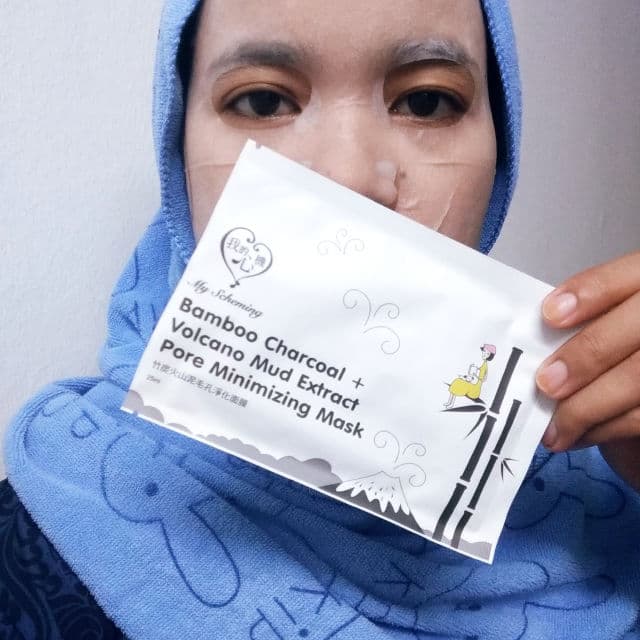 我的
心機
My Scheming
Bamboo Charcoal +
Volcano Mud Extract
Pore Minimizing Mask
竹炭火山泥毛孔淨化面膜